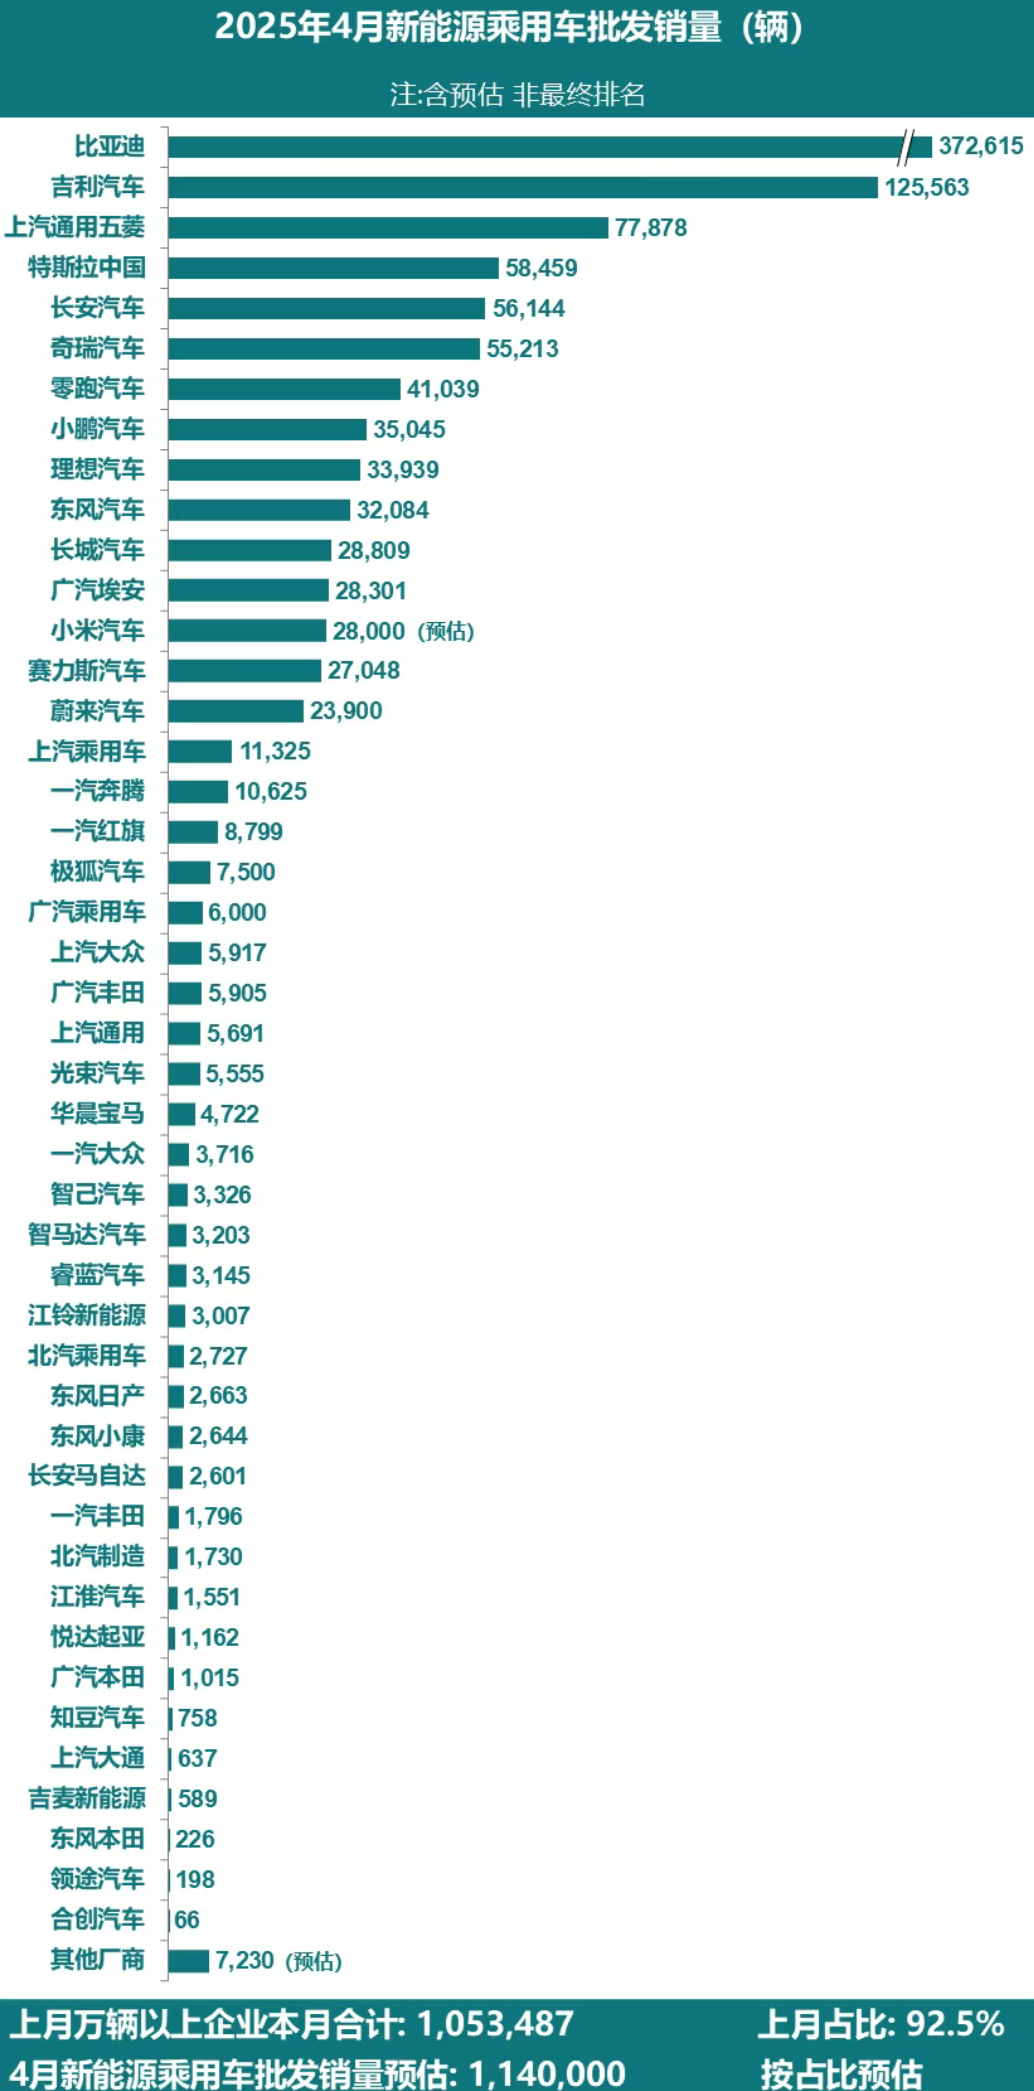 2025年4月新能源乘用车批发销量（辆）
注:含预估 非最终排名
比亚迪 372,615
吉利汽车 125,563
上汽通用五菱 77,878
特斯拉中国 58,459
长安汽车 56,144
奇瑞汽车 55,213
零跑汽车 41,039
小鹏汽车 35,045
理想汽车 33,939
东风汽车 32,084
长城汽车 28,809
广汽埃安 28,301
小米汽车 28,000（预估）
赛力斯汽车 27,048
蔚来汽车 23,900
上汽乘用车 11,325
一汽奔腾 10,625
一汽红旗 8,799
极狐汽车 7,500
广汽乘用车 6,000
上汽大众 5,917
广汽丰田 5,905
上汽通用 5,691
光束汽车 5,555
华晨宝马 4,722
一汽大众 3,716
智己汽车 3,326
智马达汽车 3,203
睿蓝汽车 3,145
江铃新能源 3,007
北汽乘用车 2,727
东风日产 2,663
东风小康 2,644
长安马自达 2,601
一汽丰田 1,796
北汽制造 1,730
江淮汽车 1,551
悦达起亚 1,162
广汽本田 1,015
知豆汽车 758
上汽大通 637
吉麦新能源 589
东风本田 226
领途汽车 198
合创汽车 66
其他厂商 7,230（预估）
上月万辆以上企业本月合计: 1,053,487 上月占比: 92.5%
4月新能源乘用车批发销量预估: 1,140,000 按占比预估